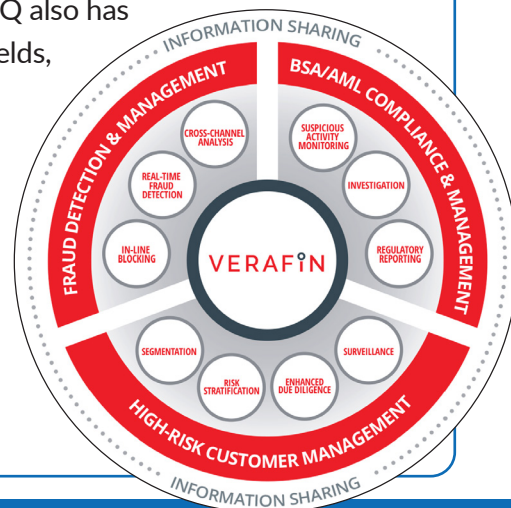 Q also has
elds,
INFORMATION SHARING
FRAUD DETECTION & MANAGEMENT
CROSS-CHANNEL
ANALYSIS
REAL-TIME
FRAUD
DETECTION
IN-LINE
BLOCKING
BSA/AML COMPLIANCE & MANAGEMENT
SUSPICIOUS
ACTIVITY
MONITORING
INVESTIGATION
REGULATORY
REPORTING
VERAFIN
SEGMENTATION
RISK
STRATIFICATION
ENHANCED
DUE DILIGENCE
SURVEILLANCE
HIGH-RISK CUSTOMER MANAGEMENT
INFORMATION SHARING